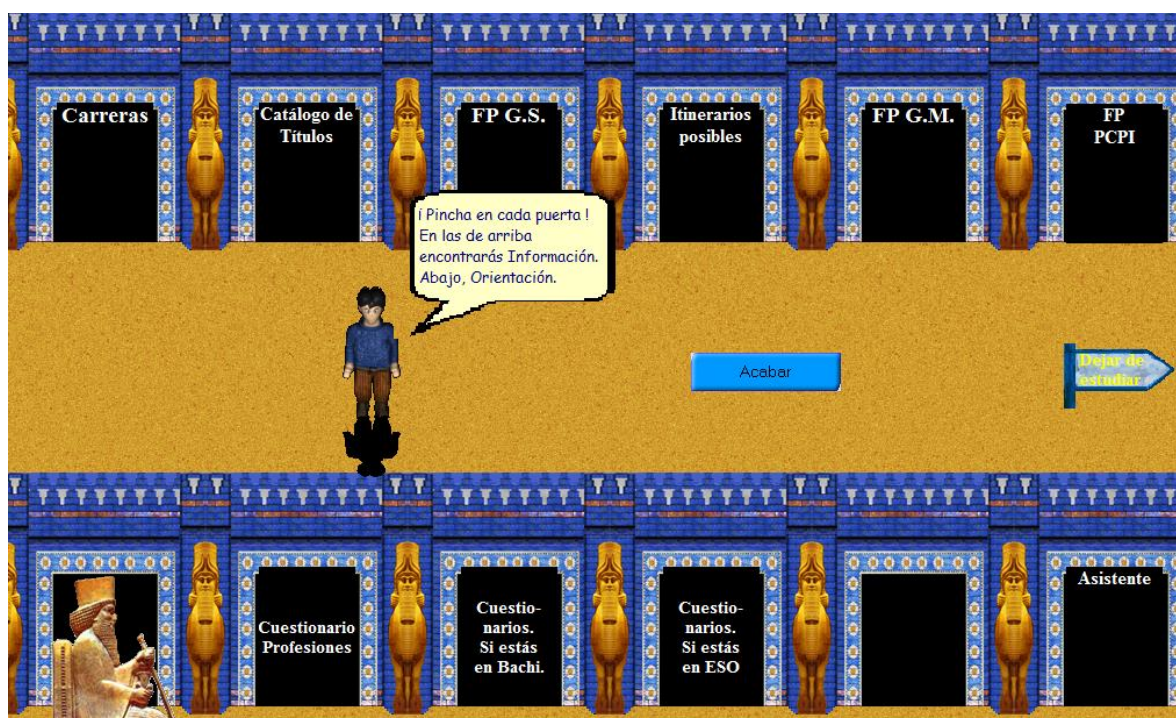 Carreras
Catálogo de
Títulos
FP G.S.
Itinerarios
posibles
FP G.M.
FP
PCPI
¡ Pincha en cada puerta !
En las de arriba
encontrarás Información.
Abajo, Orientación.
Acabar
Dejar de
estudiar
Cuestionario
Profesiones
Cuestio-
narios.
Si estás
en Bachi.
Cuestio-
narios.
Si estás
en ESO
Asistente